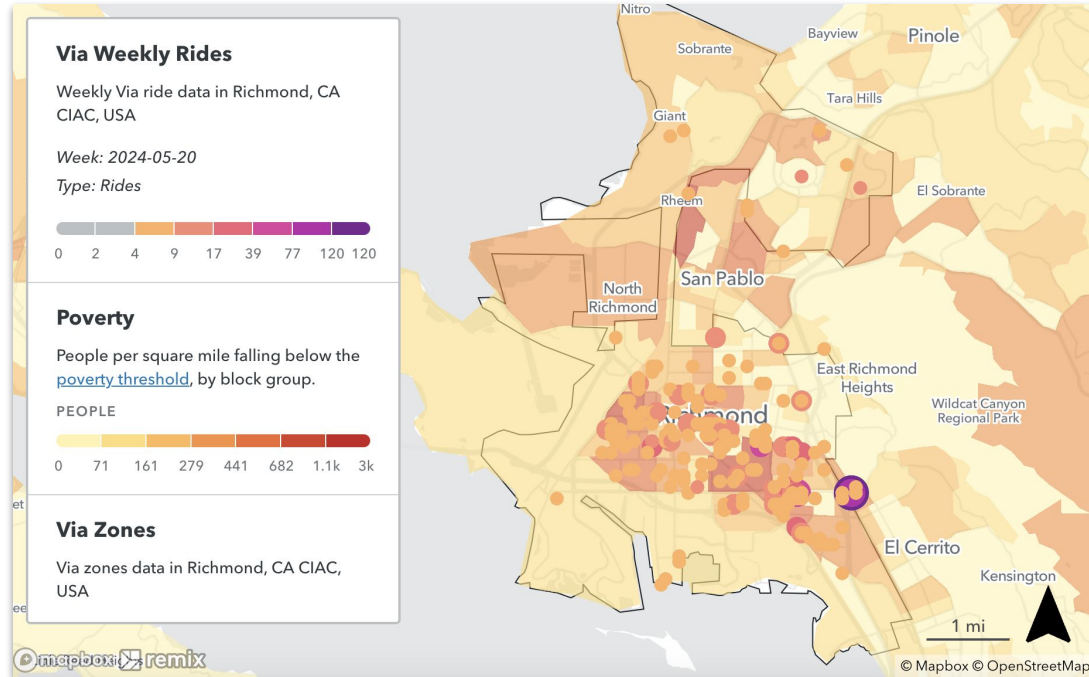 Via Weekly Rides
Weekly Via ride data in Richmond, CA
CIAC, USA
Week: 2024-05-20
Type: Rides
0 2 4 9 17 39 77 120 120
Poverty
People per square mile falling below the
poverty threshold, by block group.
PEOPLE
0 71 161 279 441 682 1.1k 3k
Via Zones
Via zones data in Richmond, CA CIAC,
USA
Nitro
Sobrante
Bayview
Pinole
Tara Hills
Giant
El Sobrante
Rheem
San Pablo
North
Richmond
East Richmond
Heights
Richmond
Wildcat Canyon
Regional Park
El Cerrito
Kensington
1 mi
mapbox remix
© Mapbox © OpenStreetMap